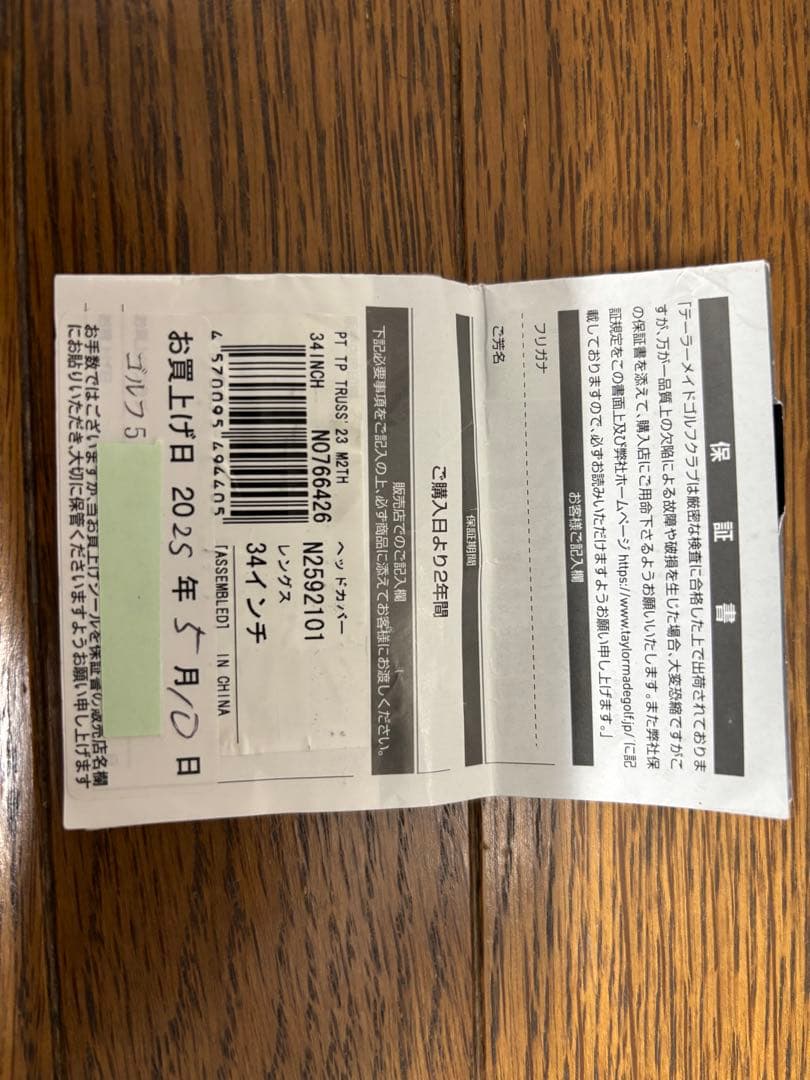 保証書
「テーラーメイドゴルフクラブは厳密な検査に合格した上で出荷されておりま
すが、万が一品質上の欠陥による故障や破損を生じた場合、大変恐縮ですがこ
の保証書を添えて、購入店にご用命下さるようお願いいたします。また弊社保
証規定をこの書面上及び弊社ホームページ https://www.taylormadegolf.jp/ に記
載しておりますので、必ずお読みいただけますようお願い申し上げます。」
お客様ご記入欄
フリガナ
ご芳名
保証期間
ご購入日より2年間
販売店でのご記入欄
下記必要事項をご記入の上、必ず商品に添えてお客様にお渡しください。
PT TP TRUSS'23 M2TH
34INCH N0766426
4570095494405
ヘッドカバー
N2592101
レングス
34インチ
[ASSEMBLED] IN CHINA
お買上げ日 2025年5月10日
ゴルフ5
お手数ではございますが、当お買上げシールを保証書の販売店名欄
にお貼りいただき、大切に保管くださいますようお願い申し上げます